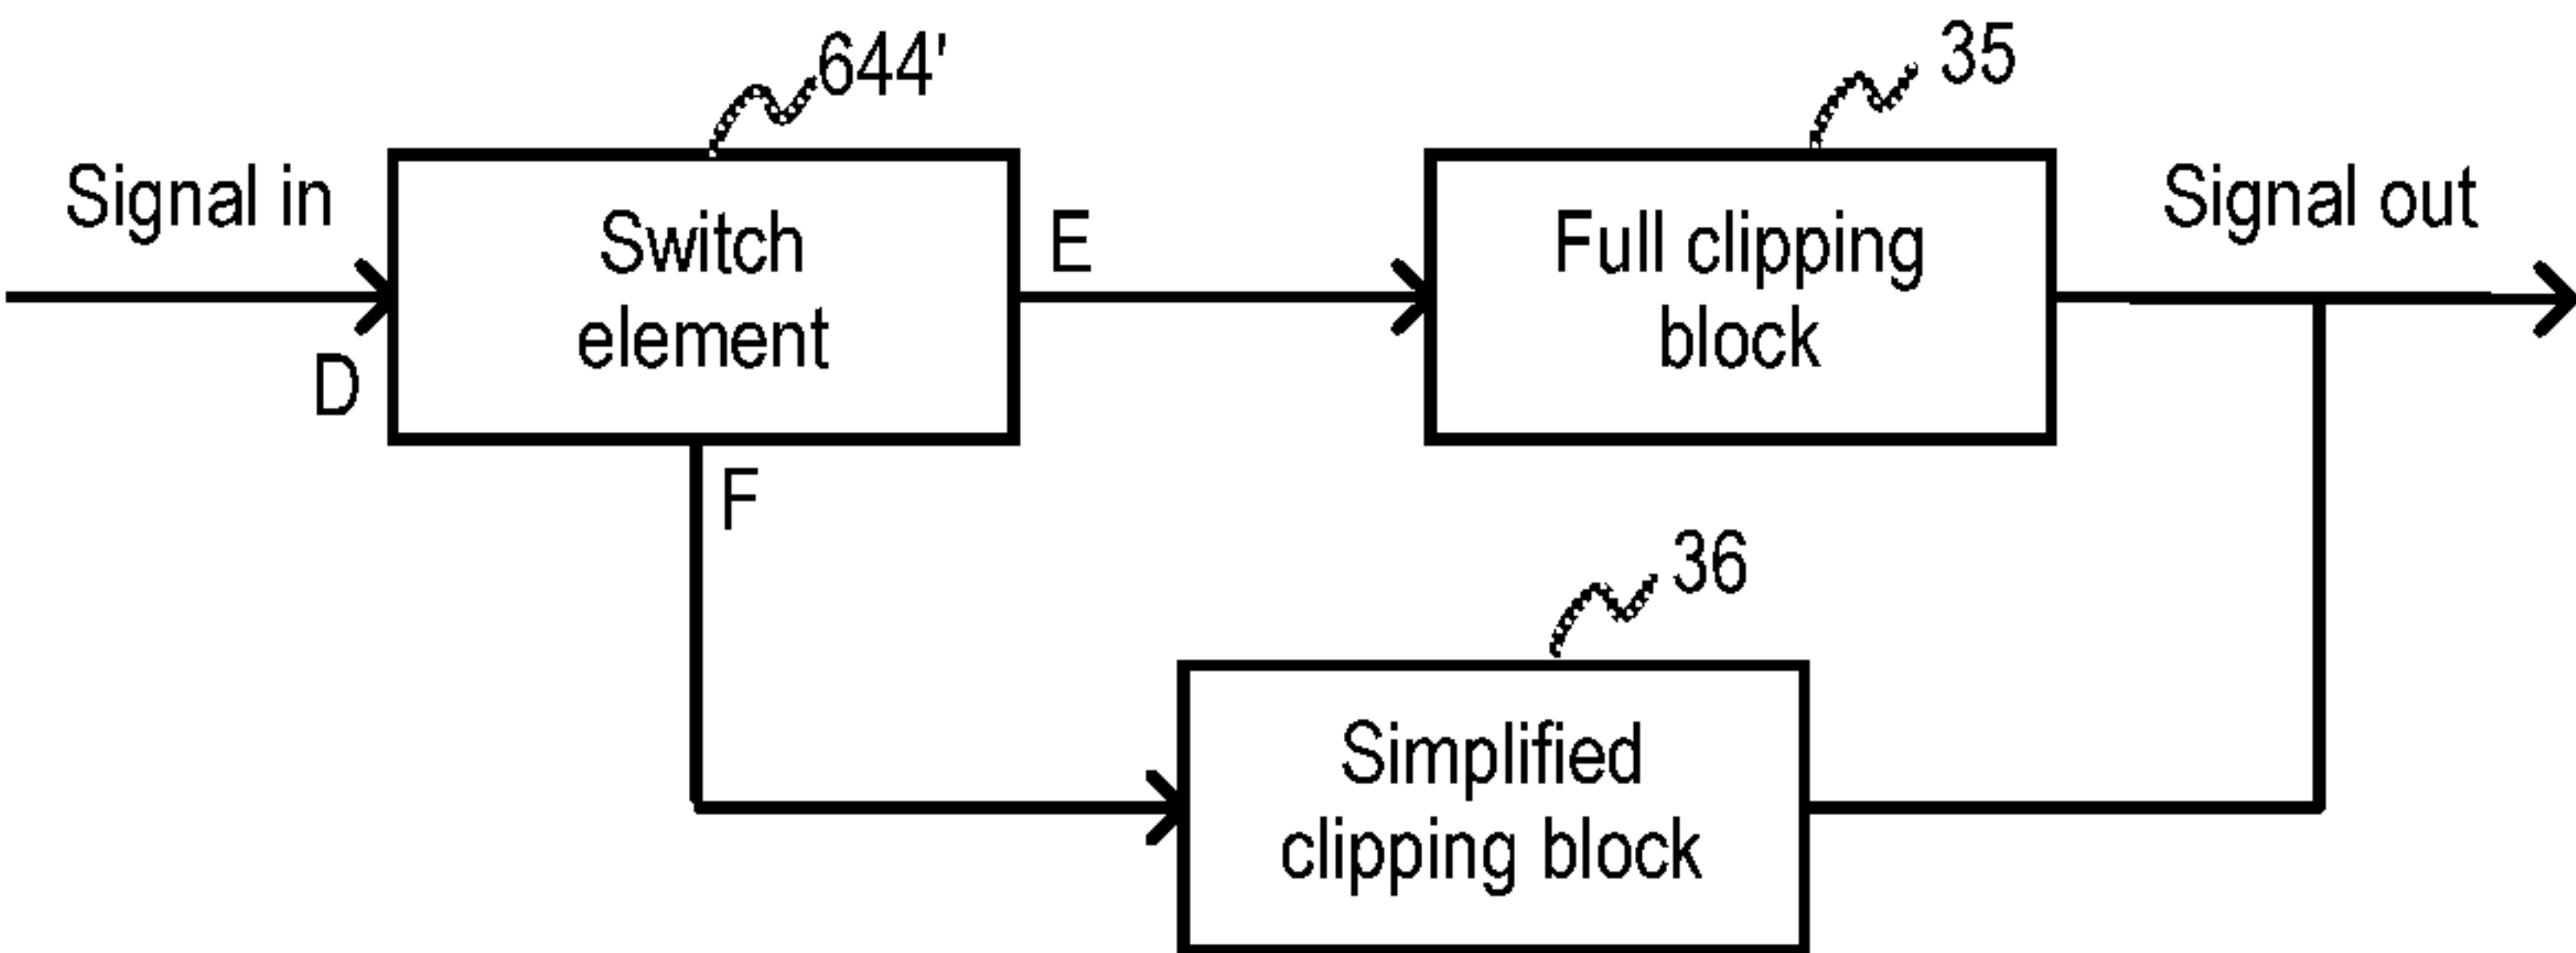 644'
35
Signal in
Signal out
Switch
element
E
Full clipping
block
D
F
36
Simplified
clipping block